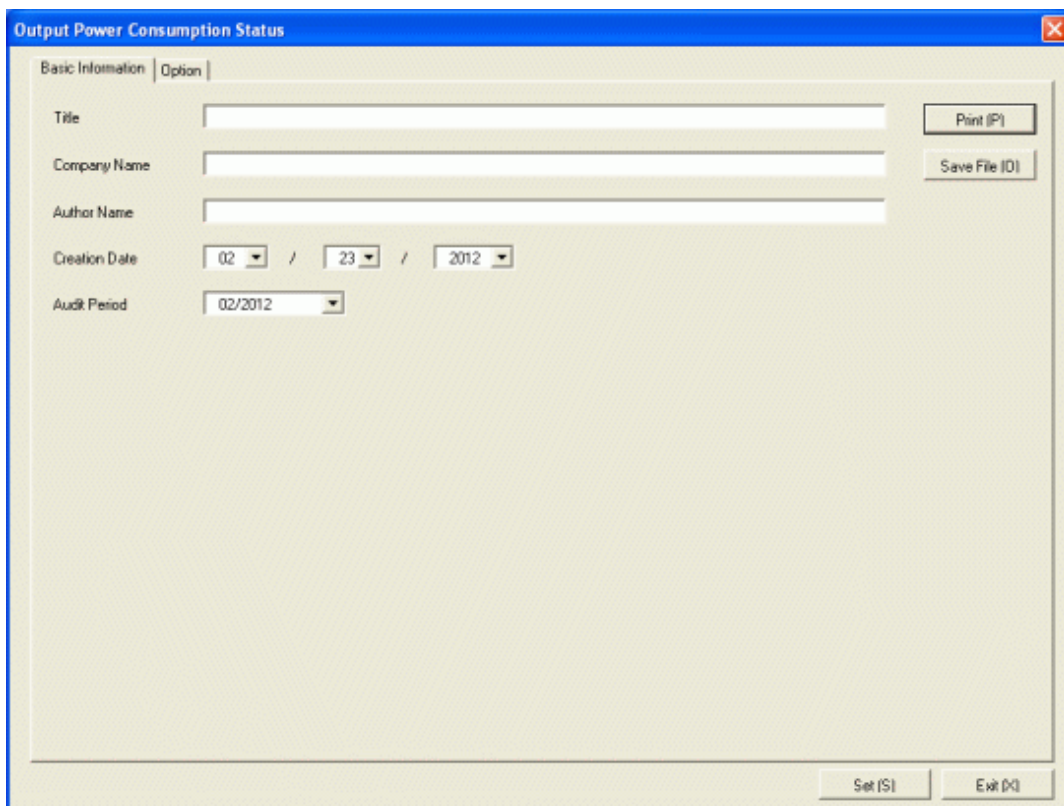 Output Power Consumption Status
Basic Information Option
Title
Print (P)
Company Name
Save File (O)
Author Name
Creation Date 02 / 23 / 2012
Audit Period 02/2012
Set (S) Exit (X)